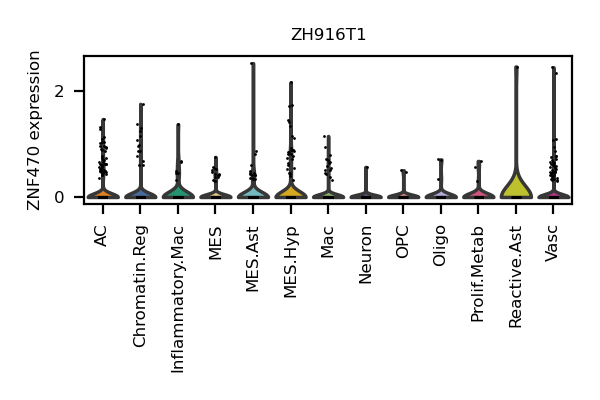 ZH916T1
ZNF470 expression
2
0
AC
Chromatin.Reg
Inflammatory.Mac
MES
MES.Ast
MES.Hyp
Mac
Neuron
OPC
Oligo
Prolif.Metab
Reactive.Ast
Vasc